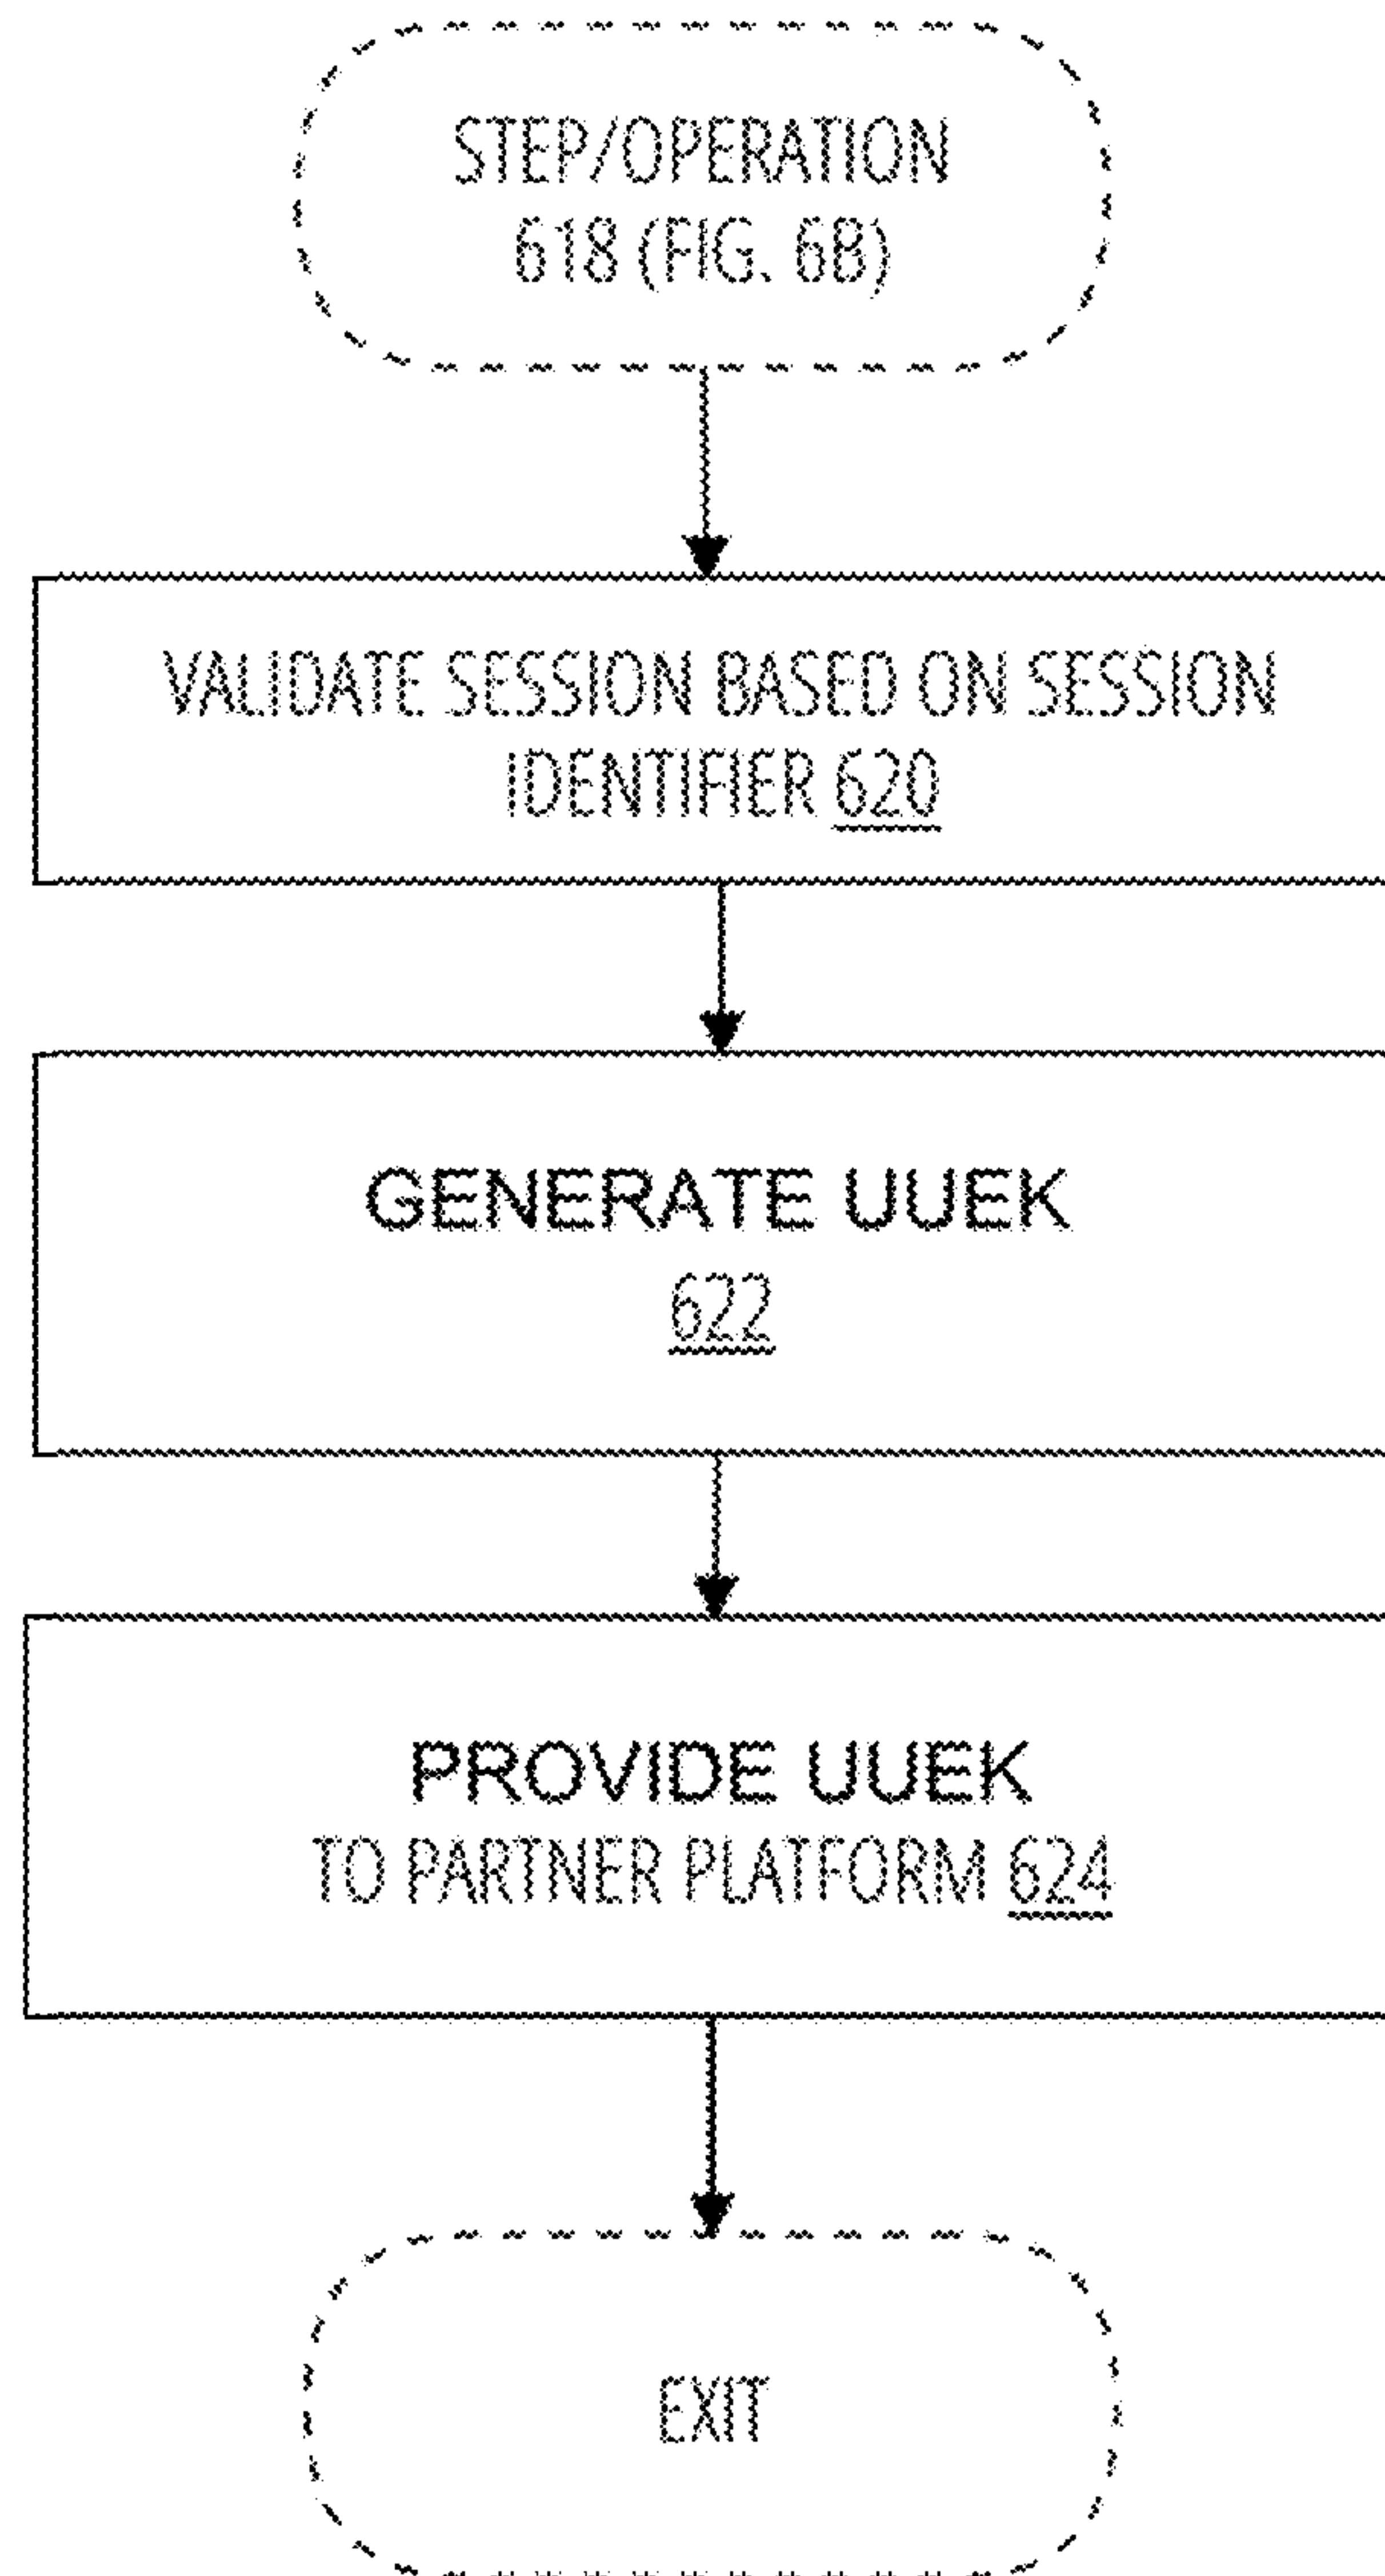 STEP/OPERATION
618 (FIG. 6B)
VALIDATE SESSION BASED ON SESSION
IDENTIFIER 620
GENERATE UUEK
622
PROVIDE UUEK
TO PARTNER PLATFORM 624
EXIT